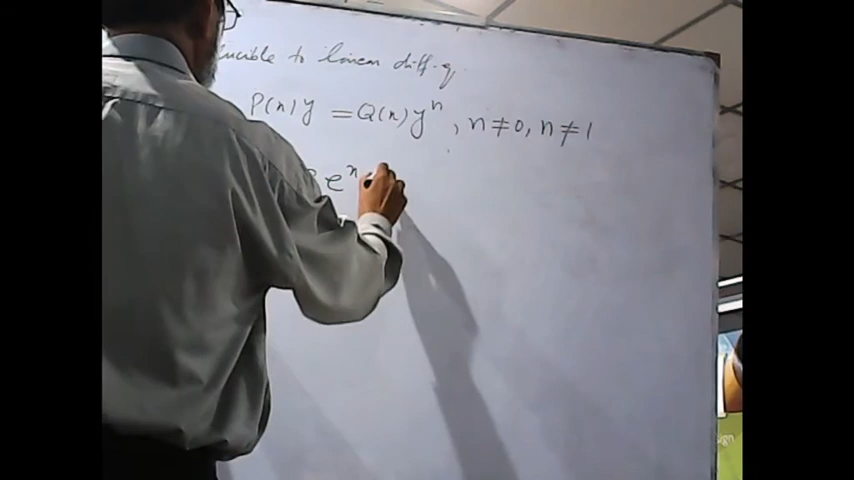 ucible to linear diff. eq.
P(x)y = Q(x)y^n, n≠0, n≠1
e^x